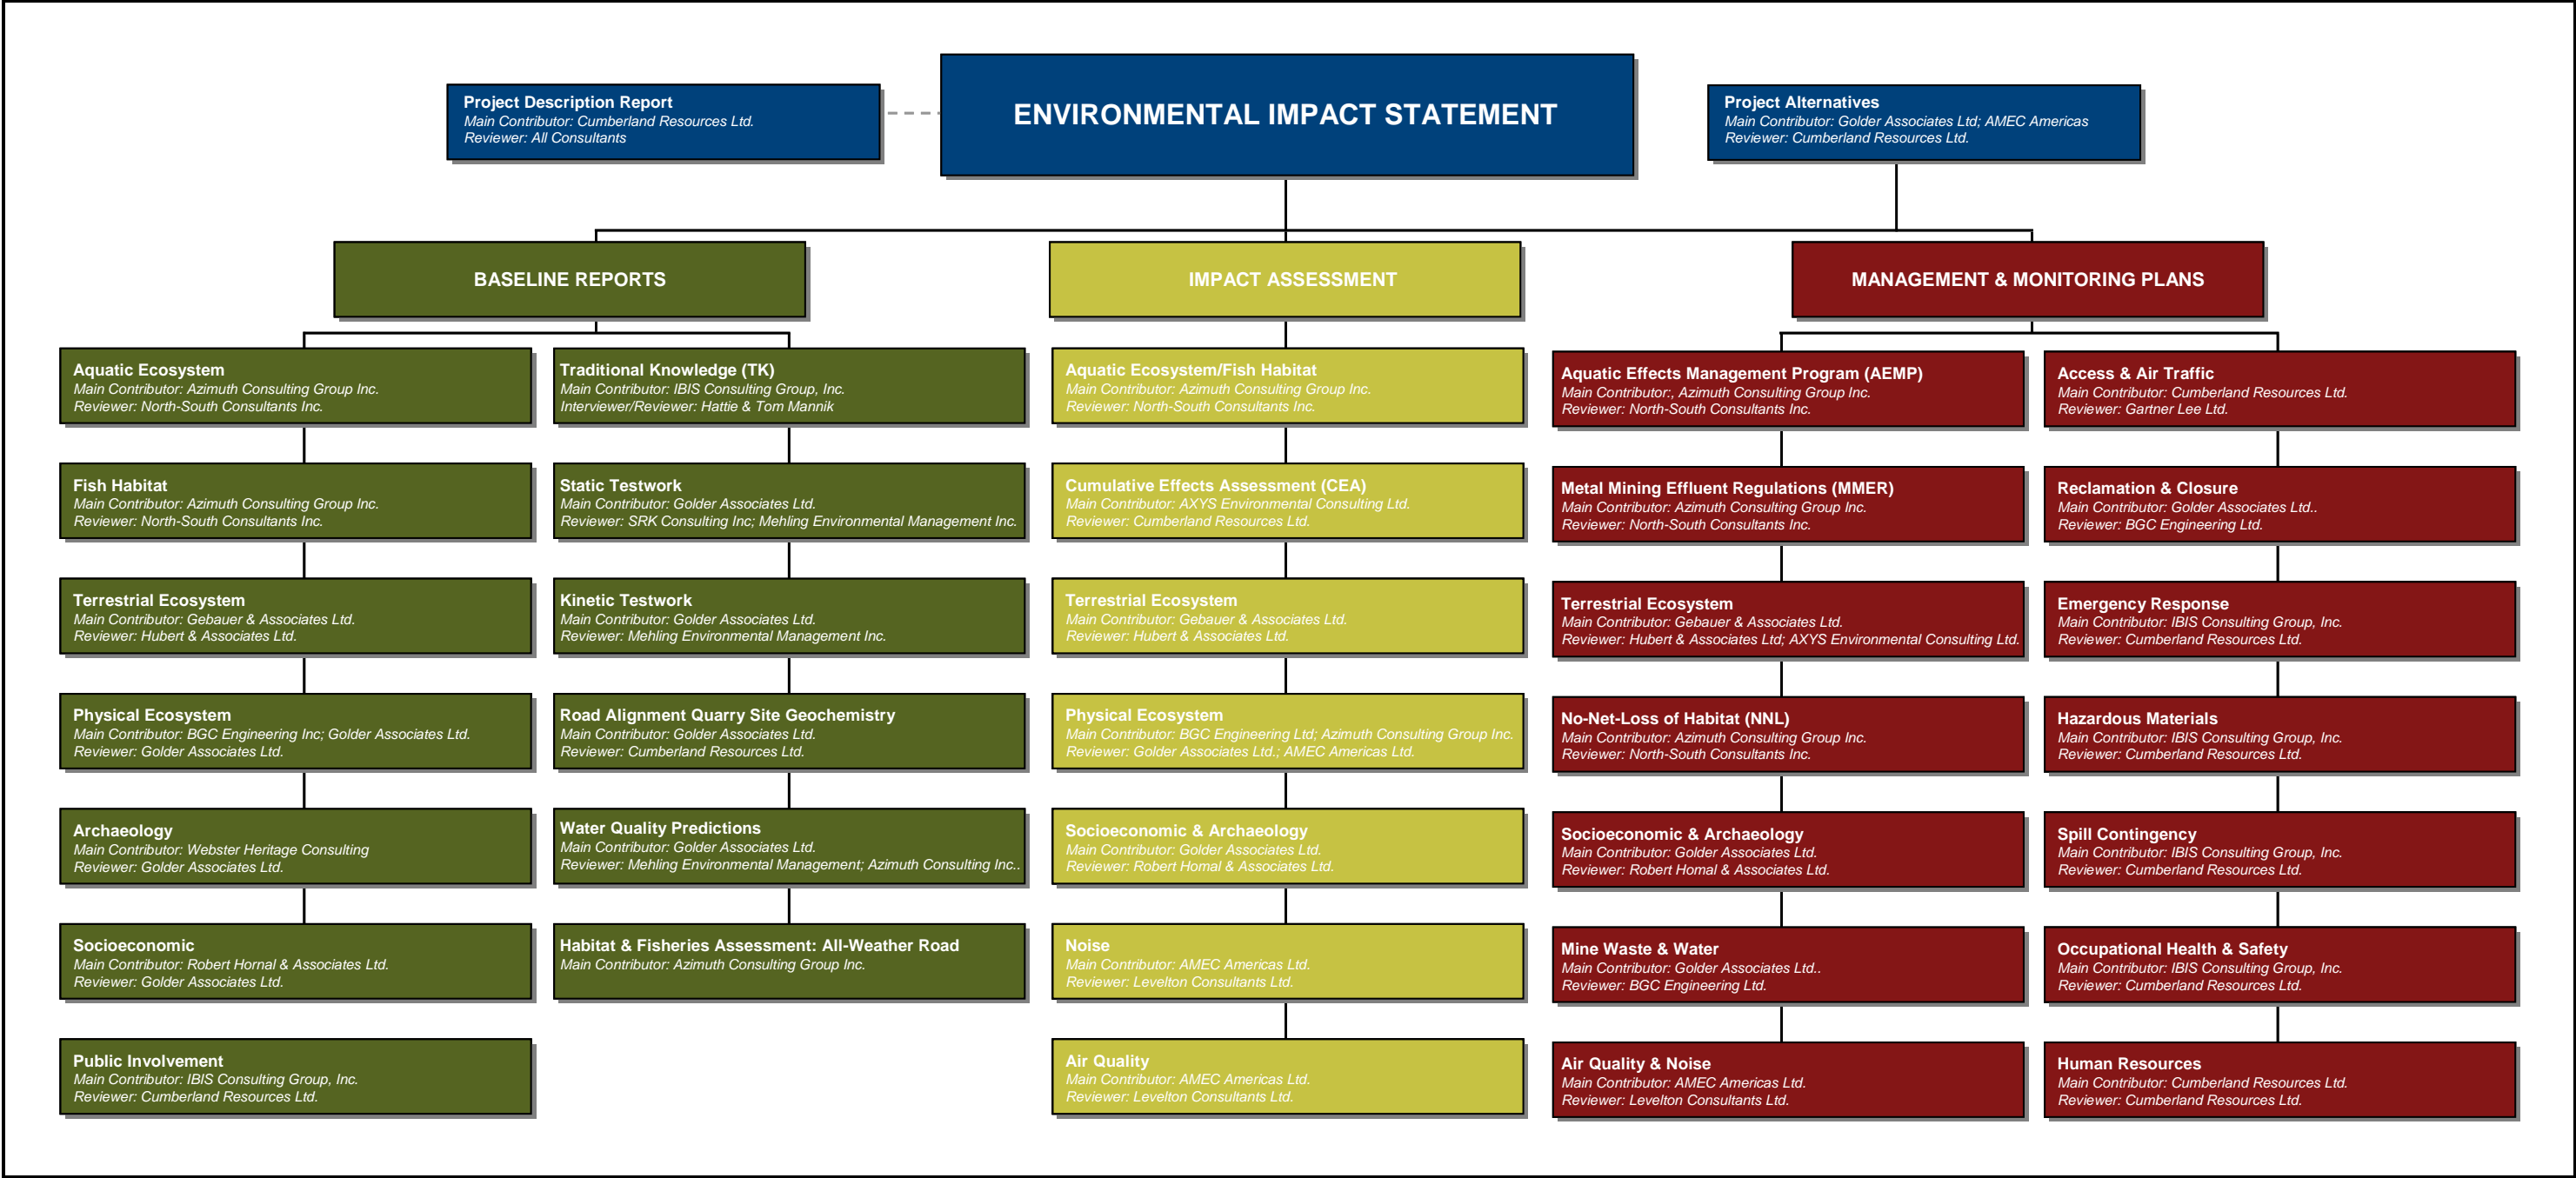 Project Description Report
Main Contributor: Cumberland Resources Ltd.
Reviewer: All Consultants
ENVIRONMENTAL IMPACT STATEMENT
Project Alternatives
Main Contributor: Golder Associates Ltd; AMEC Americas
Reviewer: Cumberland Resources Ltd.
BASELINE REPORTS
Aquatic Ecosystem
Main Contributor: Azimuth Consulting Group Inc.
Reviewer: North-South Consultants Inc.
Fish Habitat
Main Contributor: Azimuth Consulting Group Inc.
Reviewer: North-South Consultants Inc.
Terrestrial Ecosystem
Main Contributor: Gebauer & Associates Ltd.
Reviewer: Hubert & Associates Ltd.
Physical Ecosystem
Main Contributor: BGC Engineering Inc; Golder Associates Ltd.
Reviewer: Golder Associates Ltd.
Archaeology
Main Contributor: Webster Heritage Consulting
Reviewer: Golder Associates Ltd.
Socioeconomic
Main Contributor: Robert Hornal & Associates Ltd.
Reviewer: Golder Associates Ltd.
Public Involvement
Main Contributor: IBIS Consulting Group, Inc.
Reviewer: Cumberland Resources Ltd.
Traditional Knowledge (TK)
Main Contributor: IBIS Consulting Group, Inc.
Interviewer/Reviewer: Hattie & Tom Mannik
Static Testwork
Main Contributor: Golder Associates Ltd.
Reviewer: SRK Consulting Inc; Mehling Environmental Management Inc.
Kinetic Testwork
Main Contributor: Golder Associates Ltd.
Reviewer: Mehling Environmental Management Inc.
Road Alignment Quarry Site Geochemistry
Main Contributor: Golder Associates Ltd.
Reviewer: Cumberland Resources Ltd.
Water Quality Predictions
Main Contributor: Golder Associates Ltd.
Reviewer: Mehling Environmental Management; Azimuth Consulting Inc..
Habitat & Fisheries Assessment: All-Weather Road
Main Contributor: Azimuth Consulting Group Inc.
IMPACT ASSESSMENT
Aquatic Ecosystem/Fish Habitat
Main Contributor: Azimuth Consulting Group Inc.
Reviewer: North-South Consultants Inc.
Cumulative Effects Assessment (CEA)
Main Contributor: AXYS Environmental Consulting Ltd.
Reviewer: Cumberland Resources Ltd.
Terrestrial Ecosystem
Main Contributor: Gebauer & Associates Ltd.
Reviewer: Hubert & Associates Ltd.
Physical Ecosystem
Main Contributor: BGC Engineering Ltd; Azimuth Consulting Group Inc.
Reviewer: Golder Associates Ltd.; AMEC Americas Ltd.
Socioeconomic & Archaeology
Main Contributor: Golder Associates Ltd.
Reviewer: Robert Hornal & Associates Ltd.
Noise
Main Contributor: AMEC Americas Ltd.
Reviewer: Levelton Consultants Ltd.
Air Quality
Main Contributor: AMEC Americas Ltd.
Reviewer: Levelton Consultants Ltd.
MANAGEMENT & MONITORING PLANS
Aquatic Effects Management Program (AEMP)
Main Contributor:, Azimuth Consulting Group Inc.
Reviewer: North-South Consultants Inc.
Metal Mining Effluent Regulations (MMER)
Main Contributor: Azimuth Consulting Group Inc.
Reviewer: North-South Consultants Inc.
Terrestrial Ecosystem
Main Contributor: Gebauer & Associates Ltd.
Reviewer: Hubert & Associates Ltd; AXYS Environmental Consulting Ltd.
No-Net-Loss of Habitat (NNL)
Main Contributor: Azimuth Consulting Group Inc.
Reviewer: North-South Consultants Inc.
Socioeconomic & Archaeology
Main Contributor: Golder Associates Ltd.
Reviewer: Robert Hornal & Associates Ltd.
Mine Waste & Water
Main Contributor: Golder Associates Ltd..
Reviewer: BGC Engineering Ltd.
Air Quality & Noise
Main Contributor: AMEC Americas Ltd.
Reviewer: Levelton Consultants Ltd.
Access & Air Traffic
Main Contributor: Cumberland Resources Ltd.
Reviewer: Gartner Lee Ltd.
Reclamation & Closure
Main Contributor: Golder Associates Ltd..
Reviewer: BGC Engineering Ltd.
Emergency Response
Main Contributor: IBIS Consulting Group, Inc.
Reviewer: Cumberland Resources Ltd.
Hazardous Materials
Main Contributor: IBIS Consulting Group, Inc.
Reviewer: Cumberland Resources Ltd.
Spill Contingency
Main Contributor: IBIS Consulting Group, Inc.
Reviewer: Cumberland Resources Ltd.
Occupational Health & Safety
Main Contributor: IBIS Consulting Group, Inc.
Reviewer: Cumberland Resources Ltd.
Human Resources
Main Contributor: Cumberland Resources Ltd.
Reviewer: Cumberland Resources Ltd.